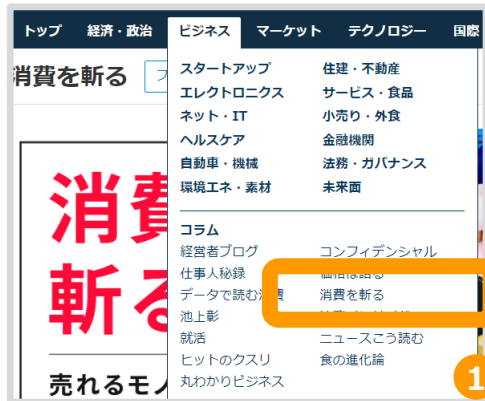 トップ 経済・政治 ビジネス マーケット テクノロジー 国際
消費を斬る フ
スタートアップ 住建・不動産
エレクトロニクス サービス・食品
ネット・IT 小売り・外食
ヘルスケア 金融機関
自動車・機械 法務・ガバナンス
環境エネ・素材 未来面
コラム
経営者ブログ コンフィデンシャル
仕事人秘録 価格は語る
データで読む消費 消費を斬る
池上彰
就活 ニュースこう読む
ヒットのクスリ 食の進化論
丸わかりビジネス
消費
斬る
売れるモノ
1